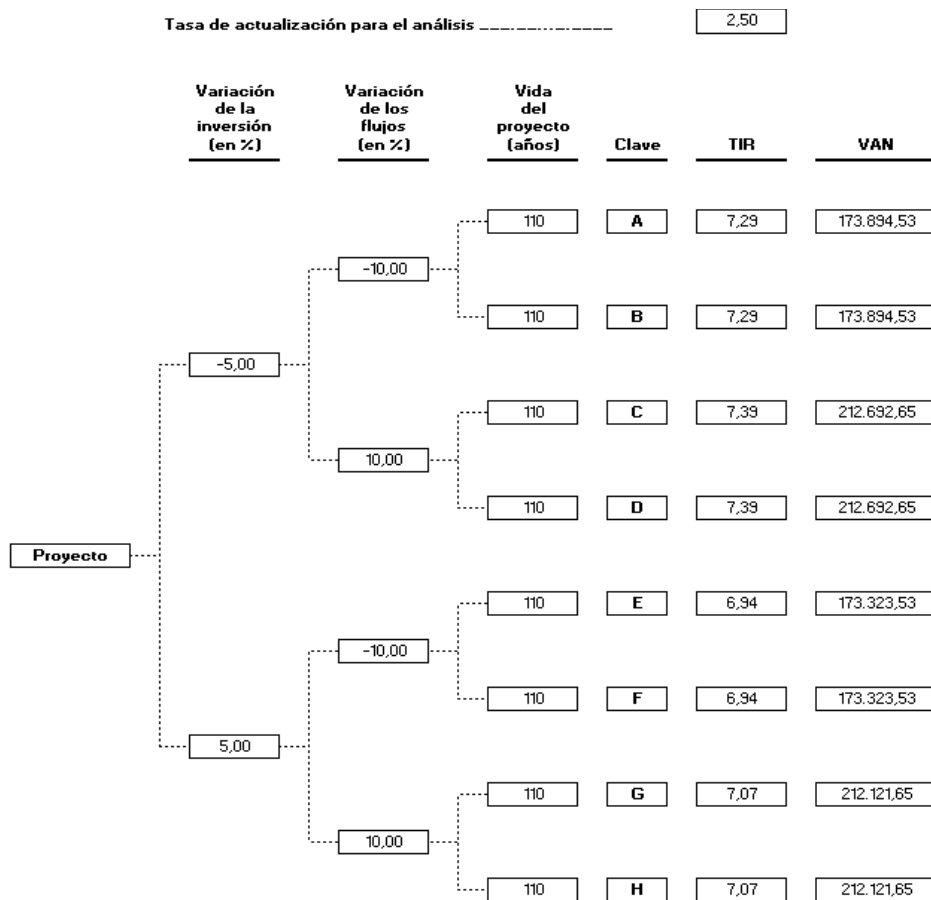 Tasa de actualización para el análisis 2,50
Variación de la inversión (en %) Variación de los flujos (en %) Vida del proyecto (años) Clave TIR VAN
110 A 7,29 173.894,53
-10,00
110 B 7,29 173.894,53
-5,00
110 C 7,39 212.692,65
10,00
110 D 7,39 212.692,65
Proyecto
110 E 6,94 173.323,53
-10,00
110 F 6,94 173.323,53
5,00
110 G 7,07 212.121,65
10,00
110 H 7,07 212.121,65